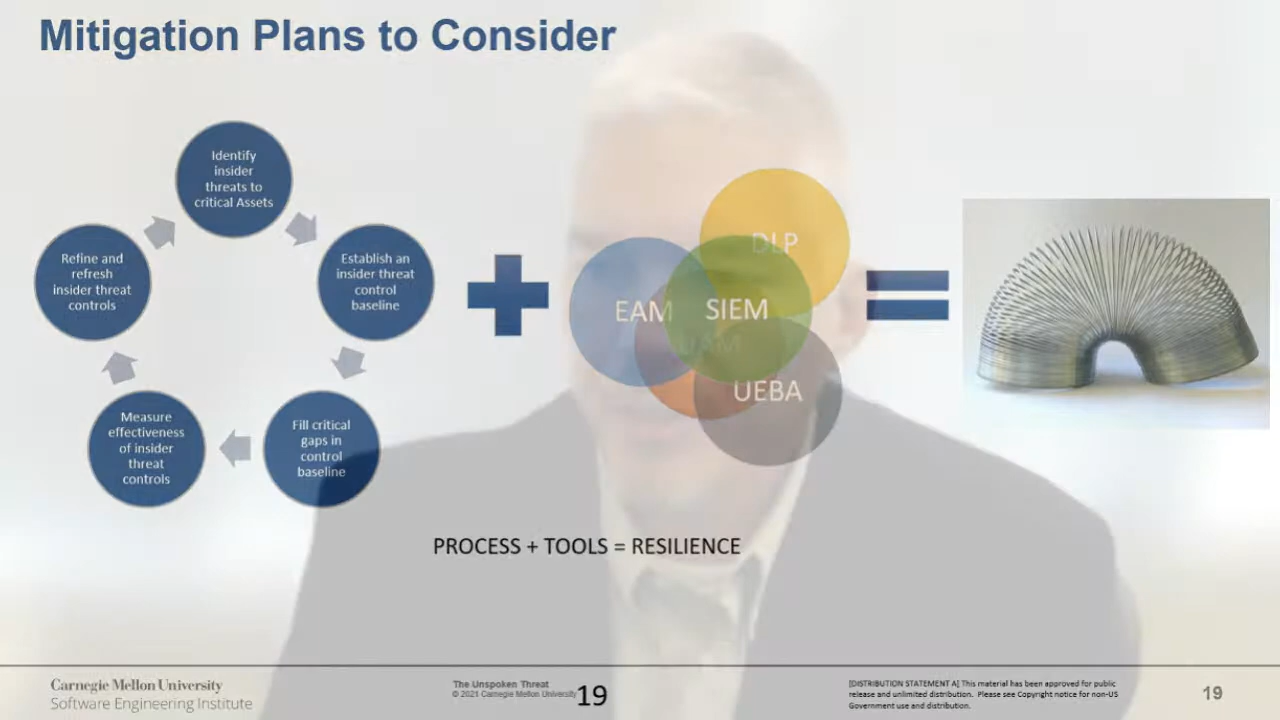 Mitigation Plans to Consider
Identify
insider
threats to
critical Assets
Establish an
insider threat
control
baseline
Fill critical
gaps in
control
baseline
Measure
effectiveness
of insider
threat
controls
Refine and
refresh
insider threat
controls
DLP
EAM
SIEM
UAM
UEBA
PROCESS + TOOLS = RESILIENCE
Carnegie Mellon University
Software Engineering Institute
The Unspoken Threat
© 2021 Carnegie Mellon University
19
[DISTRIBUTION STATEMENT A] This material has been approved for public
release and unlimited distribution. Please see Copyright notice for non-US
Government use and distribution.
19